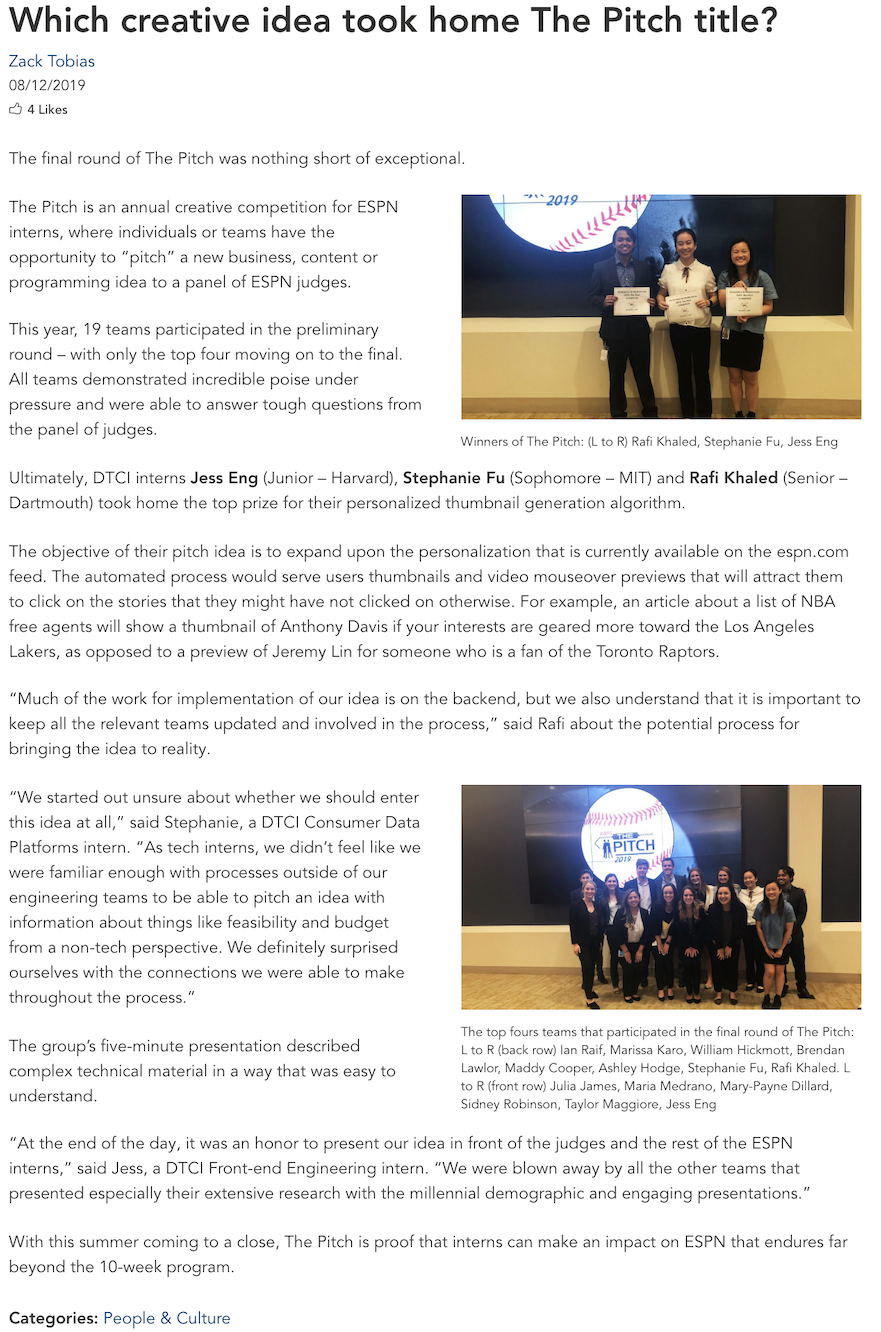 Which creative idea took home The Pitch title?
Zack Tobias
08/12/2019
4 Likes
The final round of The Pitch was nothing short of exceptional.
The Pitch is an annual creative competition for ESPN
interns, where individuals or teams have the
opportunity to “pitch” a new business, content or
programming idea to a panel of ESPN judges.
This year, 19 teams participated in the preliminary
round – with only the top four moving on to the final.
All teams demonstrated incredible poise under
pressure and were able to answer tough questions from
the panel of judges.
2019
Winners of The Pitch: (L to R) Rafi Khaled, Stephanie Fu, Jess Eng
Ultimately, DTCI interns Jess Eng (Junior – Harvard), Stephanie Fu (Sophomore – MIT) and Rafi Khaled (Senior –
Dartmouth) took home the top prize for their personalized thumbnail generation algorithm.
The objective of their pitch idea is to expand upon the personalization that is currently available on the espn.com
feed. The automated process would serve users thumbnails and video mouseover previews that will attract them
to click on the stories that they might have not clicked on otherwise. For example, an article about a list of NBA
free agents will show a thumbnail of Anthony Davis if your interests are geared more toward the Los Angeles
Lakers, as opposed to a preview of Jeremy Lin for someone who is a fan of the Toronto Raptors.
“Much of the work for implementation of our idea is on the backend, but we also understand that it is important to
keep all the relevant teams updated and involved in the process,” said Rafi about the potential process for
bringing the idea to reality.
“We started out unsure about whether we should enter
this idea at all,” said Stephanie, a DTCI Consumer Data
Platforms intern. “As tech interns, we didn’t feel like we
were familiar enough with processes outside of our
engineering teams to be able to pitch an idea with
information about things like feasibility and budget
from a non-tech perspective. We definitely surprised
ourselves with the connections we were able to make
throughout the process.”
The group’s five-minute presentation described
complex technical material in a way that was easy to
understand.
THE
PITCH
2019
The top fours teams that participated in the final round of The Pitch:
L to R (back row) Ian Raif, Marissa Karo, William Hickmott, Brendan
Lawlor, Maddy Cooper, Ashley Hodge, Stephanie Fu, Rafi Khaled. L
to R (front row) Julia James, Maria Medrano, Mary-Payne Dillard,
Sidney Robinson, Taylor Maggiore, Jess Eng
“At the end of the day, it was an honor to present our idea in front of the judges and the rest of the ESPN
interns,” said Jess, a DTCI Front-end Engineering intern. “We were blown away by all the other teams that
presented especially their extensive research with the millennial demographic and engaging presentations.”
With this summer coming to a close, The Pitch is proof that interns can make an impact on ESPN that endures far
beyond the 10-week program.
Categories: People & Culture